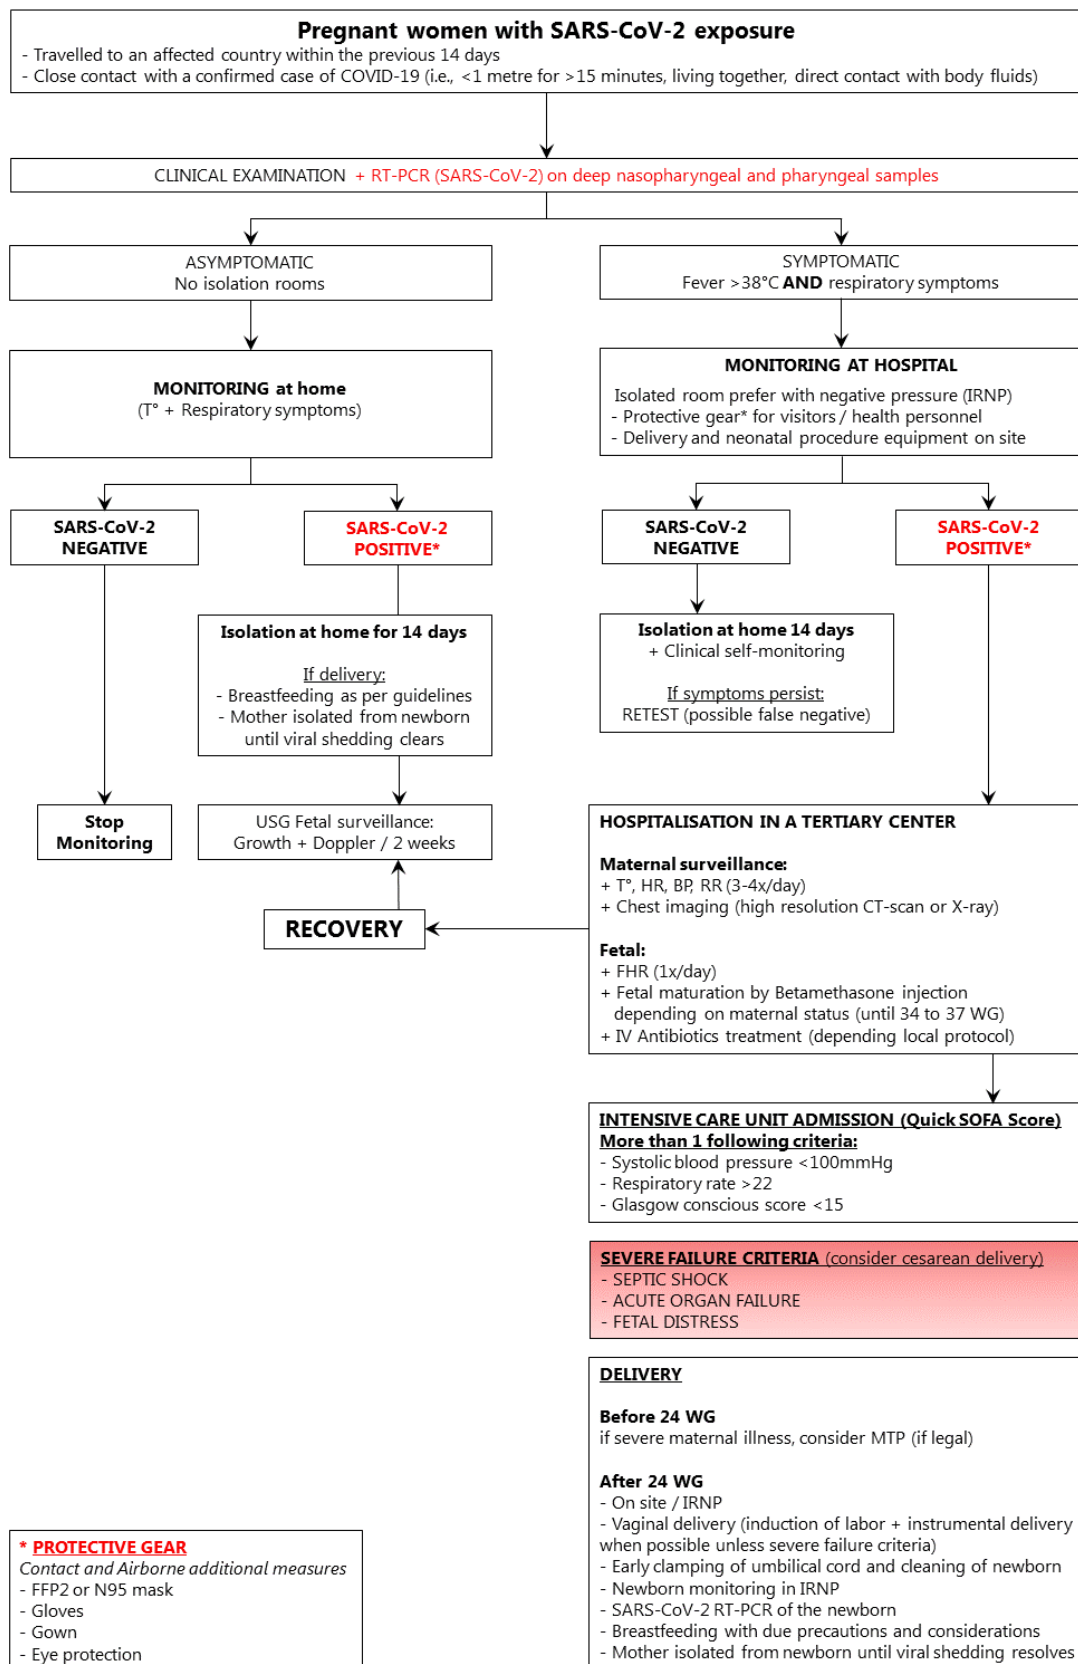 Pregnant women with SARS-CoV-2 exposure
- Travelled to an affected country within the previous 14 days
- Close contact with a confirmed case of COVID-19 (i.e., <1 metre for >15 minutes, living together, direct contact with body fluids)
CLINICAL EXAMINATION + RT-PCR (SARS-CoV-2) on deep nasopharyngeal and pharyngeal samples
ASYMPTOMATIC
No isolation rooms
SYMPTOMATIC
Fever >38°C AND respiratory symptoms
MONITORING at home
(T° + Respiratory symptoms)
MONITORING AT HOSPITAL
Isolated room prefer with negative pressure (IRNP)
- Protective gear* for visitors / health personnel
- Delivery and neonatal procedure equipment on site
SARS-CoV-2
NEGATIVE
SARS-CoV-2
POSITIVE*
SARS-CoV-2
NEGATIVE
SARS-CoV-2
POSITIVE*
Isolation at home for 14 days
If delivery:
- Breastfeeding as per guidelines
- Mother isolated from newborn
until viral shedding clears
Isolation at home 14 days
+ Clinical self-monitoring
If symptoms persist:
RETEST (possible false negative)
Stop
Monitoring
USG Fetal surveillance:
Growth + Doppler / 2 weeks
RECOVERY
HOSPITALISATION IN A TERTIARY CENTER
Maternal surveillance:
+ T°, HR, BP, RR (3-4x/day)
+ Chest imaging (high resolution CT-scan or X-ray)
Fetal:
+ FHR (1x/day)
+ Fetal maturation by Betamethasone injection
depending on maternal status (until 34 to 37 WG)
+ IV Antibiotics treatment (depending local protocol)
INTENSIVE CARE UNIT ADMISSION (Quick SOFA Score)
More than 1 following criteria:
- Systolic blood pressure <100mmHg
- Respiratory rate >22
- Glasgow conscious score <15
SEVERE FAILURE CRITERIA (consider cesarean delivery)
- SEPTIC SHOCK
- ACUTE ORGAN FAILURE
- FETAL DISTRESS
DELIVERY
Before 24 WG
if severe maternal illness, consider MTP (if legal)
After 24 WG
- On site / IRNP
- Vaginal delivery (induction of labor + instrumental delivery
when possible unless severe failure criteria)
- Early clamping of umbilical cord and cleaning of newborn
- Newborn monitoring in IRNP
- SARS-CoV-2 RT-PCR of the newborn
- Breastfeeding with due precautions and considerations
- Mother isolated from newborn until viral shedding resolves
* PROTECTIVE GEAR
Contact and Airborne additional measures
- FFP2 or N95 mask
- Gloves
- Gown
- Eye protection